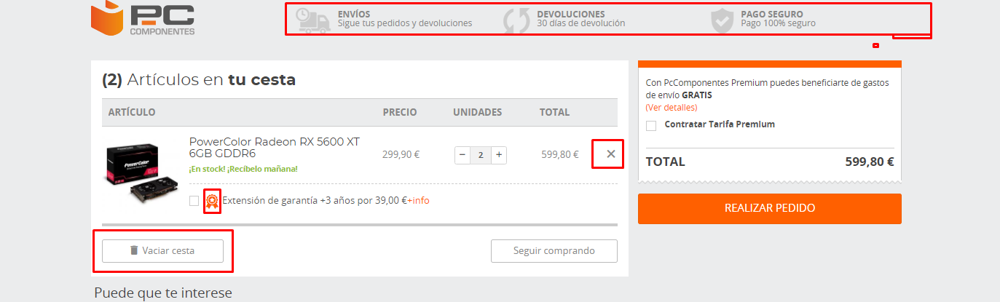 PC
COMPONENTES
ENVÍOS
Sigue tus pedidos y devoluciones
DEVOLUCIONES
30 días de devolución
PAGO SEGURO
Pago 100% seguro
(2) Artículos en tu cesta
ARTÍCULO PRECIO UNIDADES TOTAL
PowerColor
PowerColor Radeon RX 5600 XT
6GB GDDR6
¡En stock! ¡Recíbelo mañana!
299,90 € − 2 + 599,80 € ×
Extensión de garantía +3 años por 39,00 €+info
Vaciar cesta
Seguir comprando
Con PcComponentes Premium puedes beneficiarte de gastos
de envío GRATIS
(Ver detalles)
Contratar Tarifa Premium
TOTAL 599,80 €
REALIZAR PEDIDO
Puede que te interese